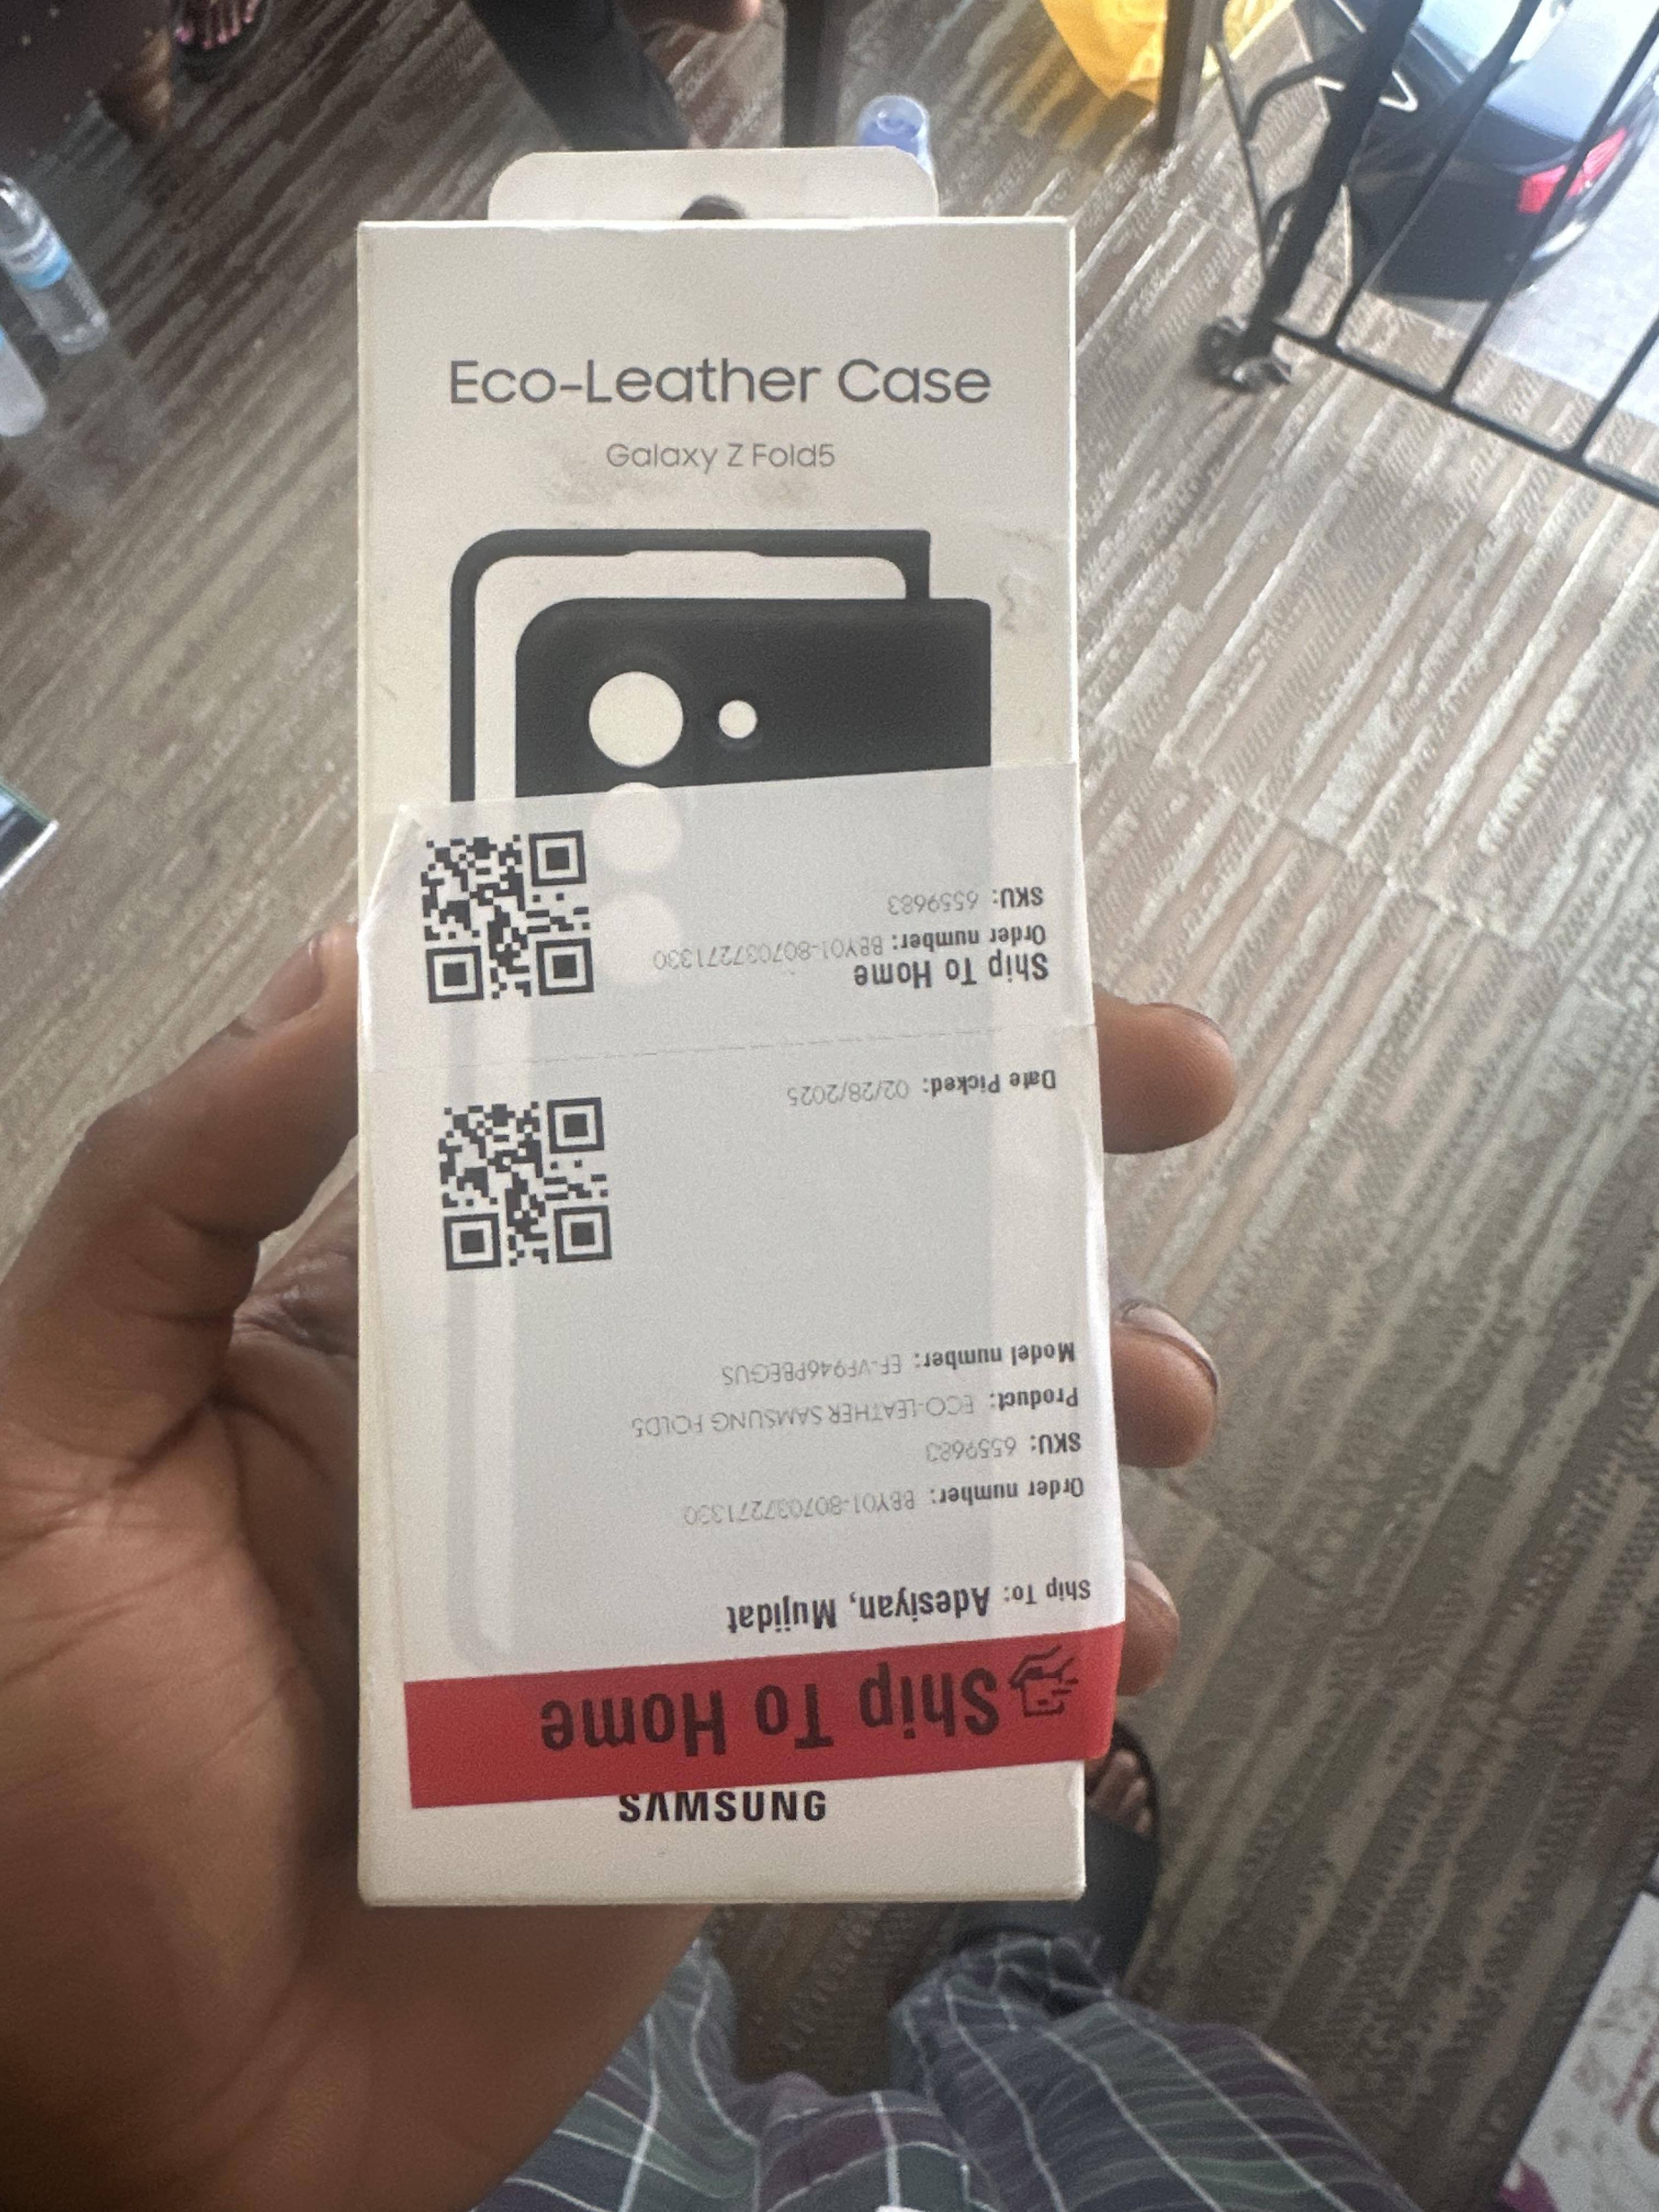 Eco-Leather Case
Galaxy Z Fold5
Ship To Home
Ship To: Adesiyan, Mujidat
Order number: BBY01-807037271330
SKU: 6559683
Product: ECO-LEATHER SAMSUNG FOLD5
Model number: EF-VF946PBEGUS
Date Picked: 02/28/2025
Ship To Home
Order number: BBY01-807037271330
SKU: 6559683
SAMSUNG